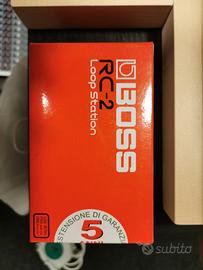 BOSS
RC-2
Loop Station
ESTENSIONE DI GARANZIA
5
ANNI
subito